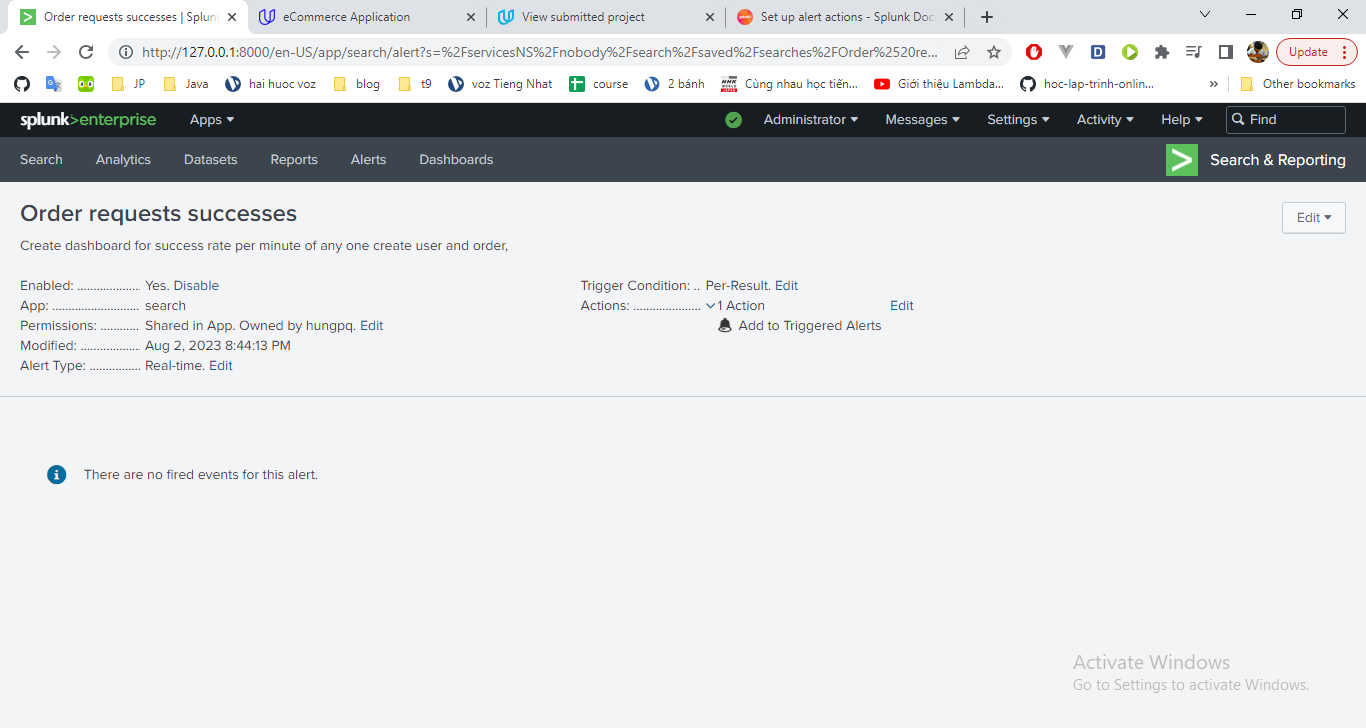 Order requests successes | Splun
eCommerce Application
View submitted project
Set up alert actions - Splunk Doc
http://127.0.0.1:8000/en-US/app/search/alert?s=%2FservicesNS%2Fnobody%2Fsearch%2Fsaved%2Fsearches%2FOrder%2520re...
Update
JP
Java
hai huoc voz
blog
t9
voz Tieng Nhat
course
2 bánh
Cùng nhau học tiến...
Giới thiệu Lambda...
hoc-lap-trinh-onlin...
»
Other bookmarks
splunk>enterprise
Apps
Administrator
Messages
Settings
Activity
Help
Find
Search
Analytics
Datasets
Reports
Alerts
Dashboards
Search & Reporting
Order requests successes
Edit
Create dashboard for success rate per minute of any one create user and order,
Enabled: .................... Yes. Disable
App: ........................... search
Permissions: ............ Shared in App. Owned by hungpq. Edit
Modified: ................... Aug 2, 2023 8:44:13 PM
Alert Type: ................ Real-time. Edit
Trigger Condition: .. Per-Result. Edit
Actions: ..................... 1 Action Edit
Add to Triggered Alerts
There are no fired events for this alert.
Activate Windows
Go to Settings to activate Windows.